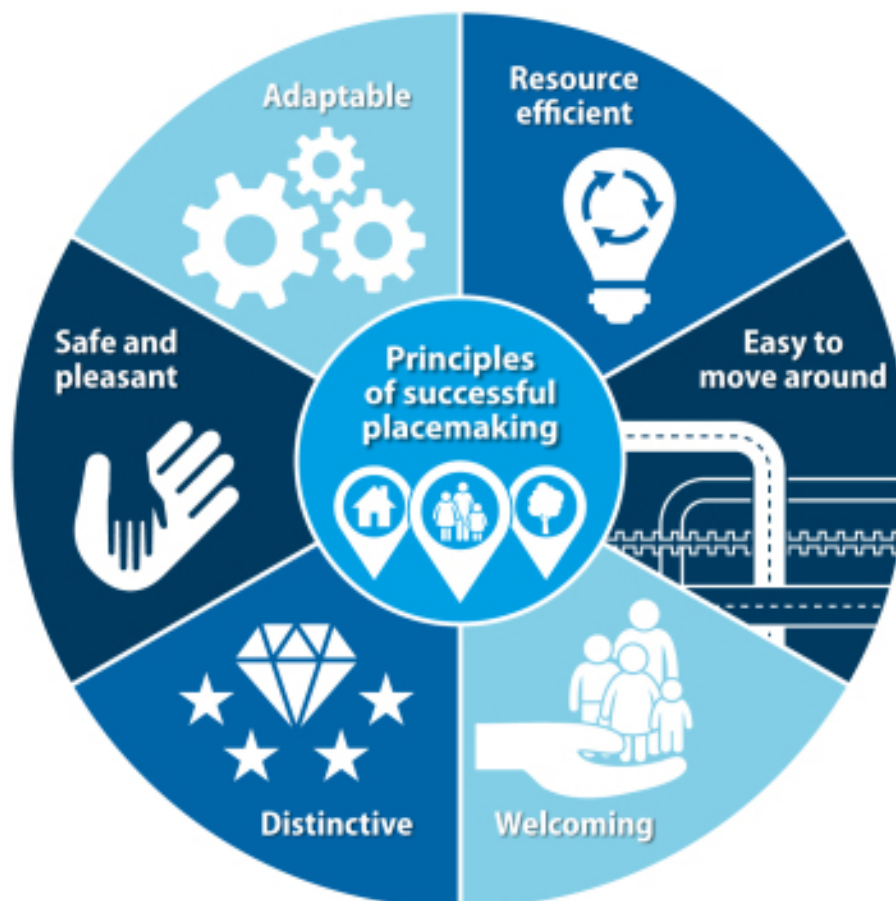 Adaptable
Resource
efficient
Safe and
pleasant
Principles
of successful
placemaking
Easy to
move around
Distinctive
Welcoming